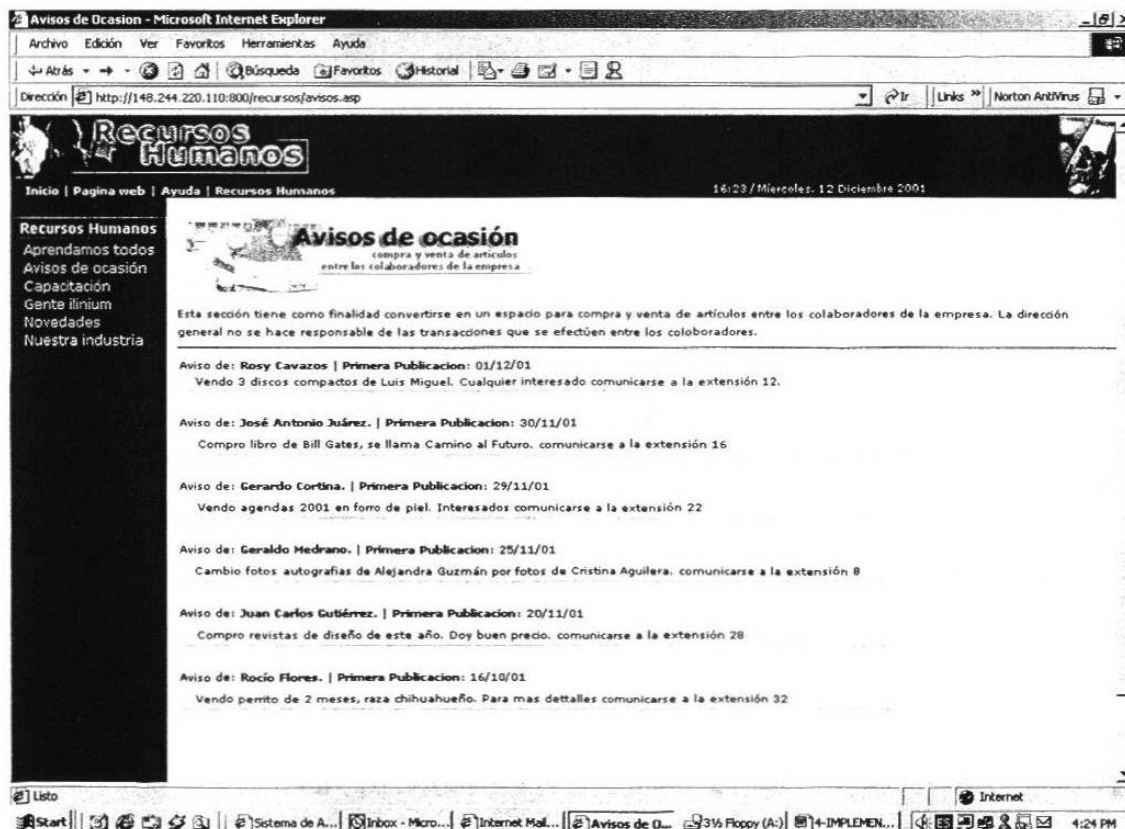 Avisos de Ocasion - Microsoft Internet Explorer
Archivo Edición Ver Favoritos Herramientas Ayuda
Atrás Búsqueda Favoritos Historial
Dirección http://148.244.220.110:800/recursos/avisos.asp Ir Links » Norton AntiVirus
Recursos
Humanos
Inicio | Pagina web | Ayuda | Recursos Humanos 16:23/Miercoles. 12 Diciembre 2001
Recursos Humanos
Aprendamos todos
Avisos de ocasión
Capacitación
Gente ilinium
Novedades
Nuestra industria
Avisos de ocasión
compra y venta de artículos
entre los colaboradores de la empresa
Esta sección tiene como finalidad convertirse en un espacio para compra y venta de artículos entre los colaboradores de la empresa. La dirección
general no se hace responsable de las transacciones que se efectúen entre los coloboradores.
Aviso de: Rosy Cavazos | Primera Publicacion: 01/12/01
Vendo 3 discos compactos de Luis Miguel. Cualquier interesado comunicarse a la extensión 12.
Aviso de: José Antonio Juárez. | Primera Publicacion: 30/11/01
Compro libro de Bill Gates, se llama Camino al Futuro. comunicarse a la extensión 16
Aviso de: Gerardo Cortina. | Primera Publicacion: 29/11/01
Vendo agendas 2001 en forro de piel. Interesados comunicarse a la extensión 22
Aviso de: Geraldo Medrano. | Primera Publicacion: 25/11/01
Cambio fotos autografias de Alejandra Guzmán por fotos de Cristina Aguilera. comunicarse a la extensión 8
Aviso de: Juan Carlos Gutiérrez. | Primera Publicacion: 20/11/01
Compro revistas de diseño de este año. Doy buen precio. comunicarse a la extensión 28
Aviso de: Rocío Flores. | Primera Publicacion: 16/10/01
Vendo perrito de 2 meses, raza chihuahueño. Para mas dettalles comunicarse a la extensión 32
Listo Internet
Start Sistema de A... Inbox - Micro... Internet Mal... Avisos de O... 3½ Floppy (A:) 4-IMPLEMEN... 4:24 PM